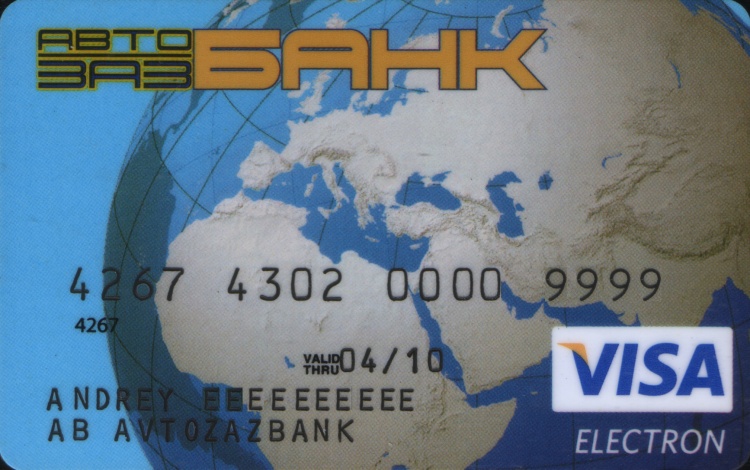 АВТО
ЗАЗ
БАНК
4267 4302 0000 9999
4267
VALID
THRU
04/10
ANDREY EEEEEEEEEE
AB AVTOZAZBANK
VISA
ELECTRON